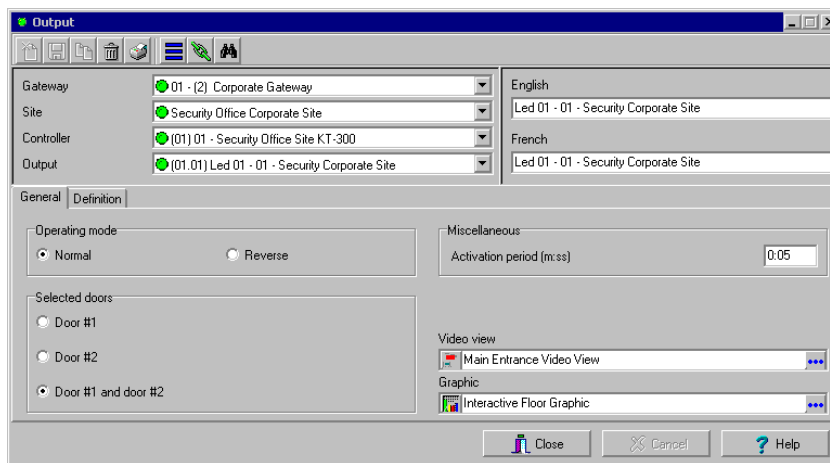 Output
Gateway
01 - (2) Corporate Gateway
English
Site
Security Office Corporate Site
Led 01 - 01 - Security Corporate Site
Controller
(01) 01 - Security Office Site KT-300
French
Output
(01.01) Led 01 - 01 - Security Corporate Site
Led 01 - 01 - Security Corporate Site
General
Definition
Operating mode
Normal
Reverse
Miscellaneous
Activation period (m:ss)
0:05
Selected doors
Door #1
Door #2
Door #1 and door #2
Video view
Main Entrance Video View
Graphic
Interactive Floor Graphic
Close
Cancel
Help